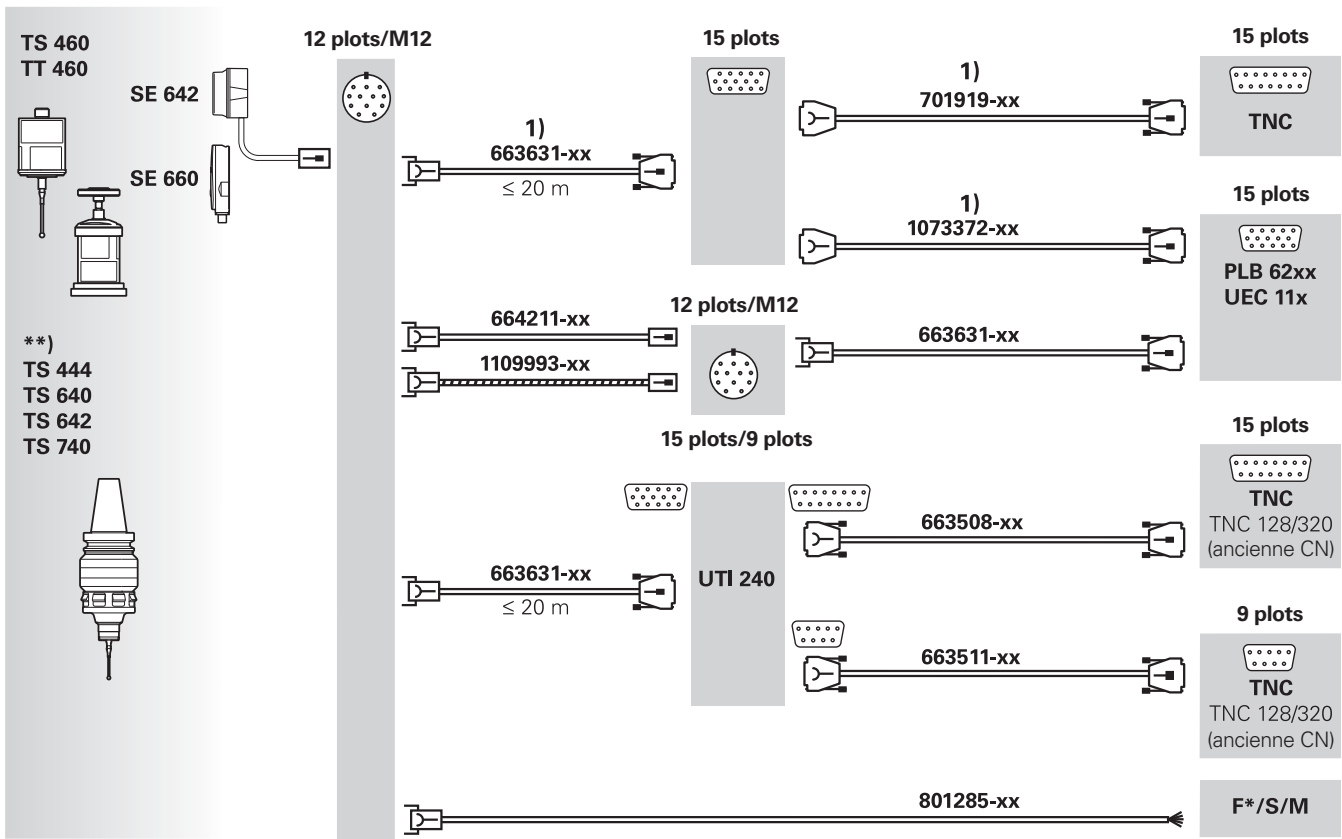 TS 460
TT 460
SE 642
SE 660
**)
TS 444
TS 640
TS 642
TS 740
12 plots/M12
1)
663631-xx
≤ 20 m
15 plots
1)
701919-xx
15 plots
TNC
1)
1073372-xx
15 plots
PLB 62xx
UEC 11x
664211-xx
1109993-xx
12 plots/M12
663631-xx
15 plots/9 plots
663631-xx
≤ 20 m
UTI 240
663508-xx
15 plots
TNC
TNC 128/320
(ancienne CN)
663511-xx
9 plots
TNC
TNC 128/320
(ancienne CN)
801285-xx
F*/S/M